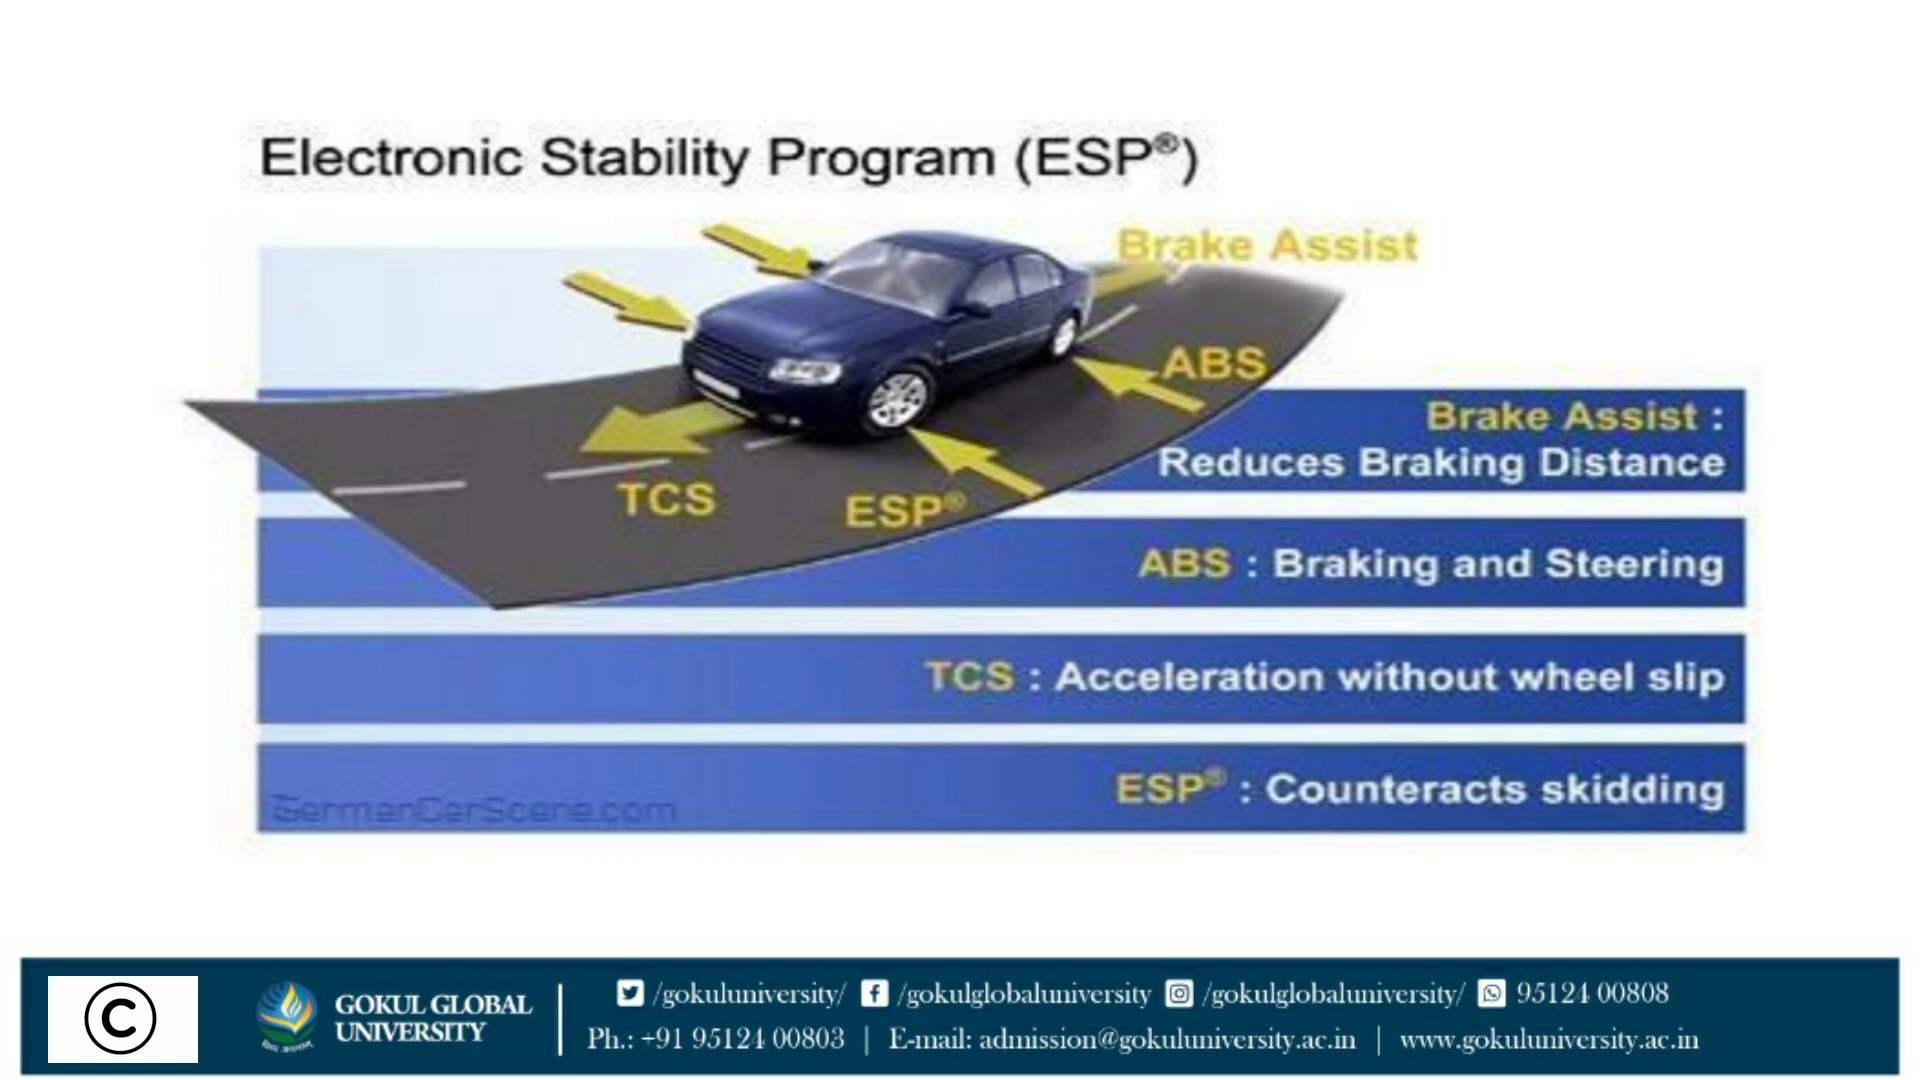 Electronic Stability Program (ESP®)
Brake Assist
ABS
TCS
ESP®
Brake Assist :
Reduces Braking Distance
ABS : Braking and Steering
TCS : Acceleration without wheel slip
ESP® : Counteracts skidding
GermanCarScene.com
©
GOKUL GLOBAL
UNIVERSITY
/gokuluniversity/ /gokulglobaluniversity /gokulglobaluniversity/ 95124 00808
Ph.: +91 95124 00803 | E-mail: admission@gokuluniversity.ac.in | www.gokuluniversity.ac.in